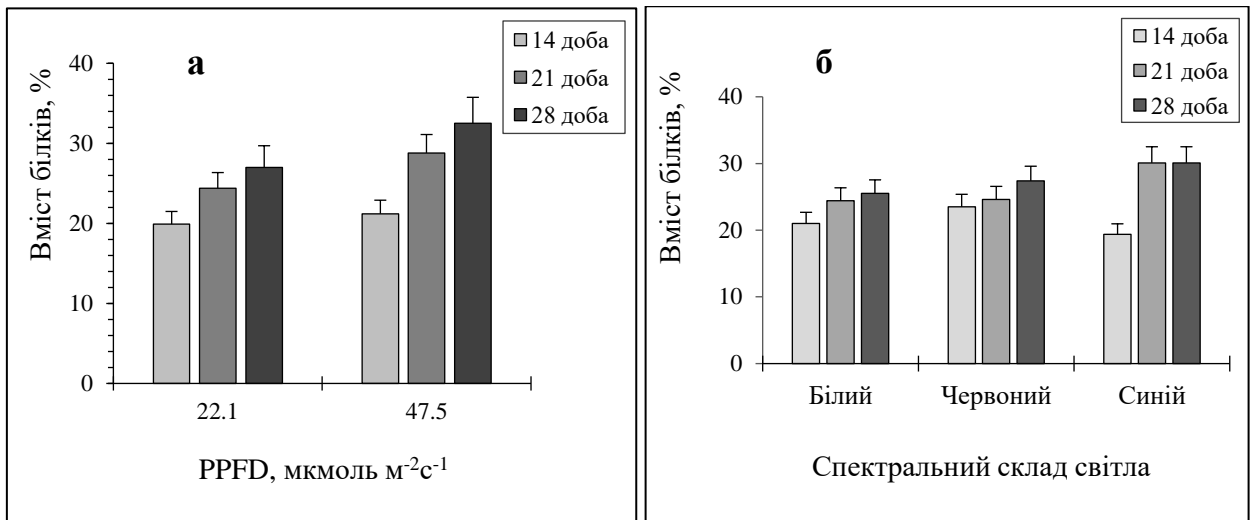 а
14 доба
21 доба
28 доба
Вміст білків, %
40
30
20
10
0
22.1 47.5
PPFD, мкмоль м-2с-1
б
14 доба
21 доба
28 доба
Вміст білків, %
40
30
20
10
0
Білий Червоний Синій
Спектральний склад світла